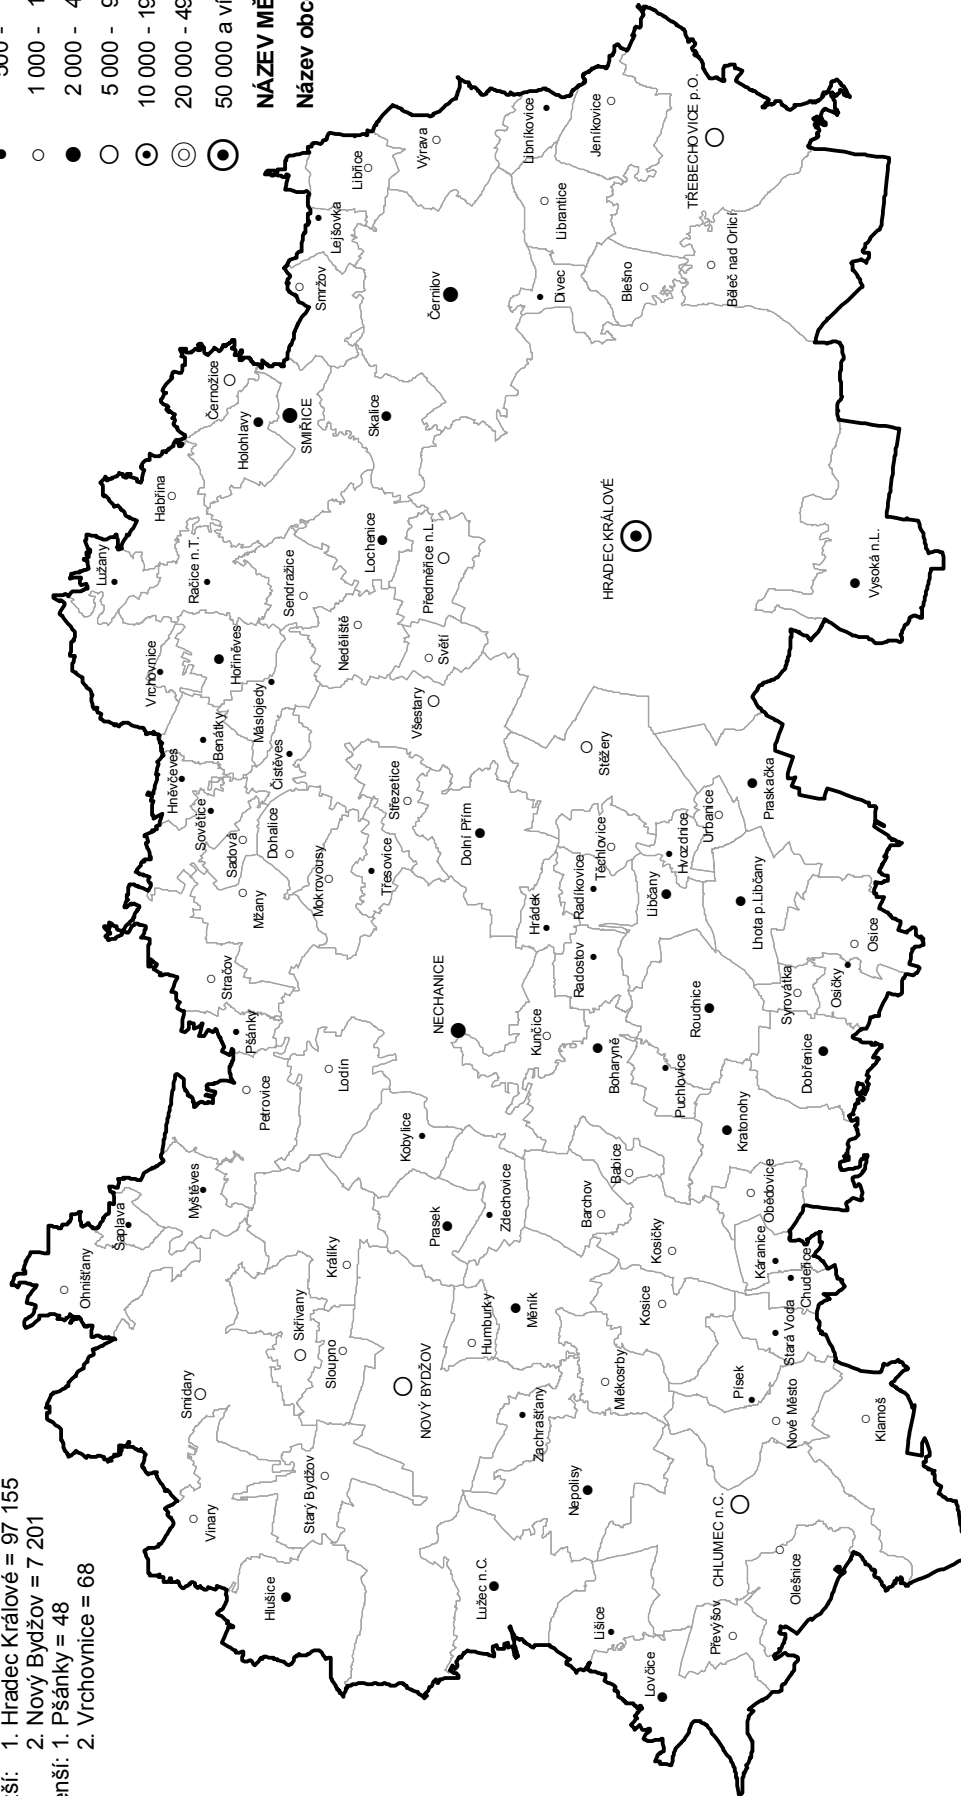 1. Hradec Králové = 97 155
2. Nový Bydžov = 7 201
1. Pšánky = 48
2. Vrchovnice = 68
500 -
1 000 - 1
2 000 - 4
5 000 - 9
10 000 - 19
20 000 - 49
50 000 a ví
NÁZEV MĚ
Název obc
Ohnišťany
Šaplava
Myštěves
Petrovice
Pšánky
Stračov
Mžany
Sadová
Sovětice
Hněvčeves
Benátky
Vrchovnice
Hořiněves
Lužany
Račice n.T.
Habřina
Holohlavy
Černožice
SMIŘICE
Smržov
Lejšovka
Libřice
Výrava
Smidary
Vinary
Hlušice
Starý Bydžov
Skřivany
Sloupno
Králíky
Lodín
Mokrovousy
Dohalice
Čistěves
Máslojedy
Sendražice
Neděliště
Lochenice
Skalice
Černilov
NOVÝ BYDŽOV
Prasek
Kobylice
NECHANICE
Třesovice
Střezetice
Dolní Přím
Všestary
Světí
Předměřice n.L.
Libníkovice
Jeníkovice
Librantice
Divec
Blešno
TŘEBECHOVICE p.O.
Běleč nad Orlicí
Lužec n.C.
Nepolisy
Zachrašťany
Humburky
Měník
Zdechovice
Barchov
Babice
Kunčice
Boharyně
Hrádek
Radostov
Radíkovice
Těchlovice
Stěžery
HRADEC KRÁLOVÉ
Lišice
Lovčice
Převýšov
CHLUMEC n.C.
Olešnice
Mlékosrby
Kosice
Kosičky
Písek
Nové Město
Stará Voda
Klamoš
Káranice
Chudeřice
Obědovice
Kratonohy
Puchlovice
Roudnice
Dobřenice
Syrovátka
Osičky
Osice
Libčany
Lhota p.Libčany
Hvozdnice
Urbanice
Praskačka
Vysoká n.L.